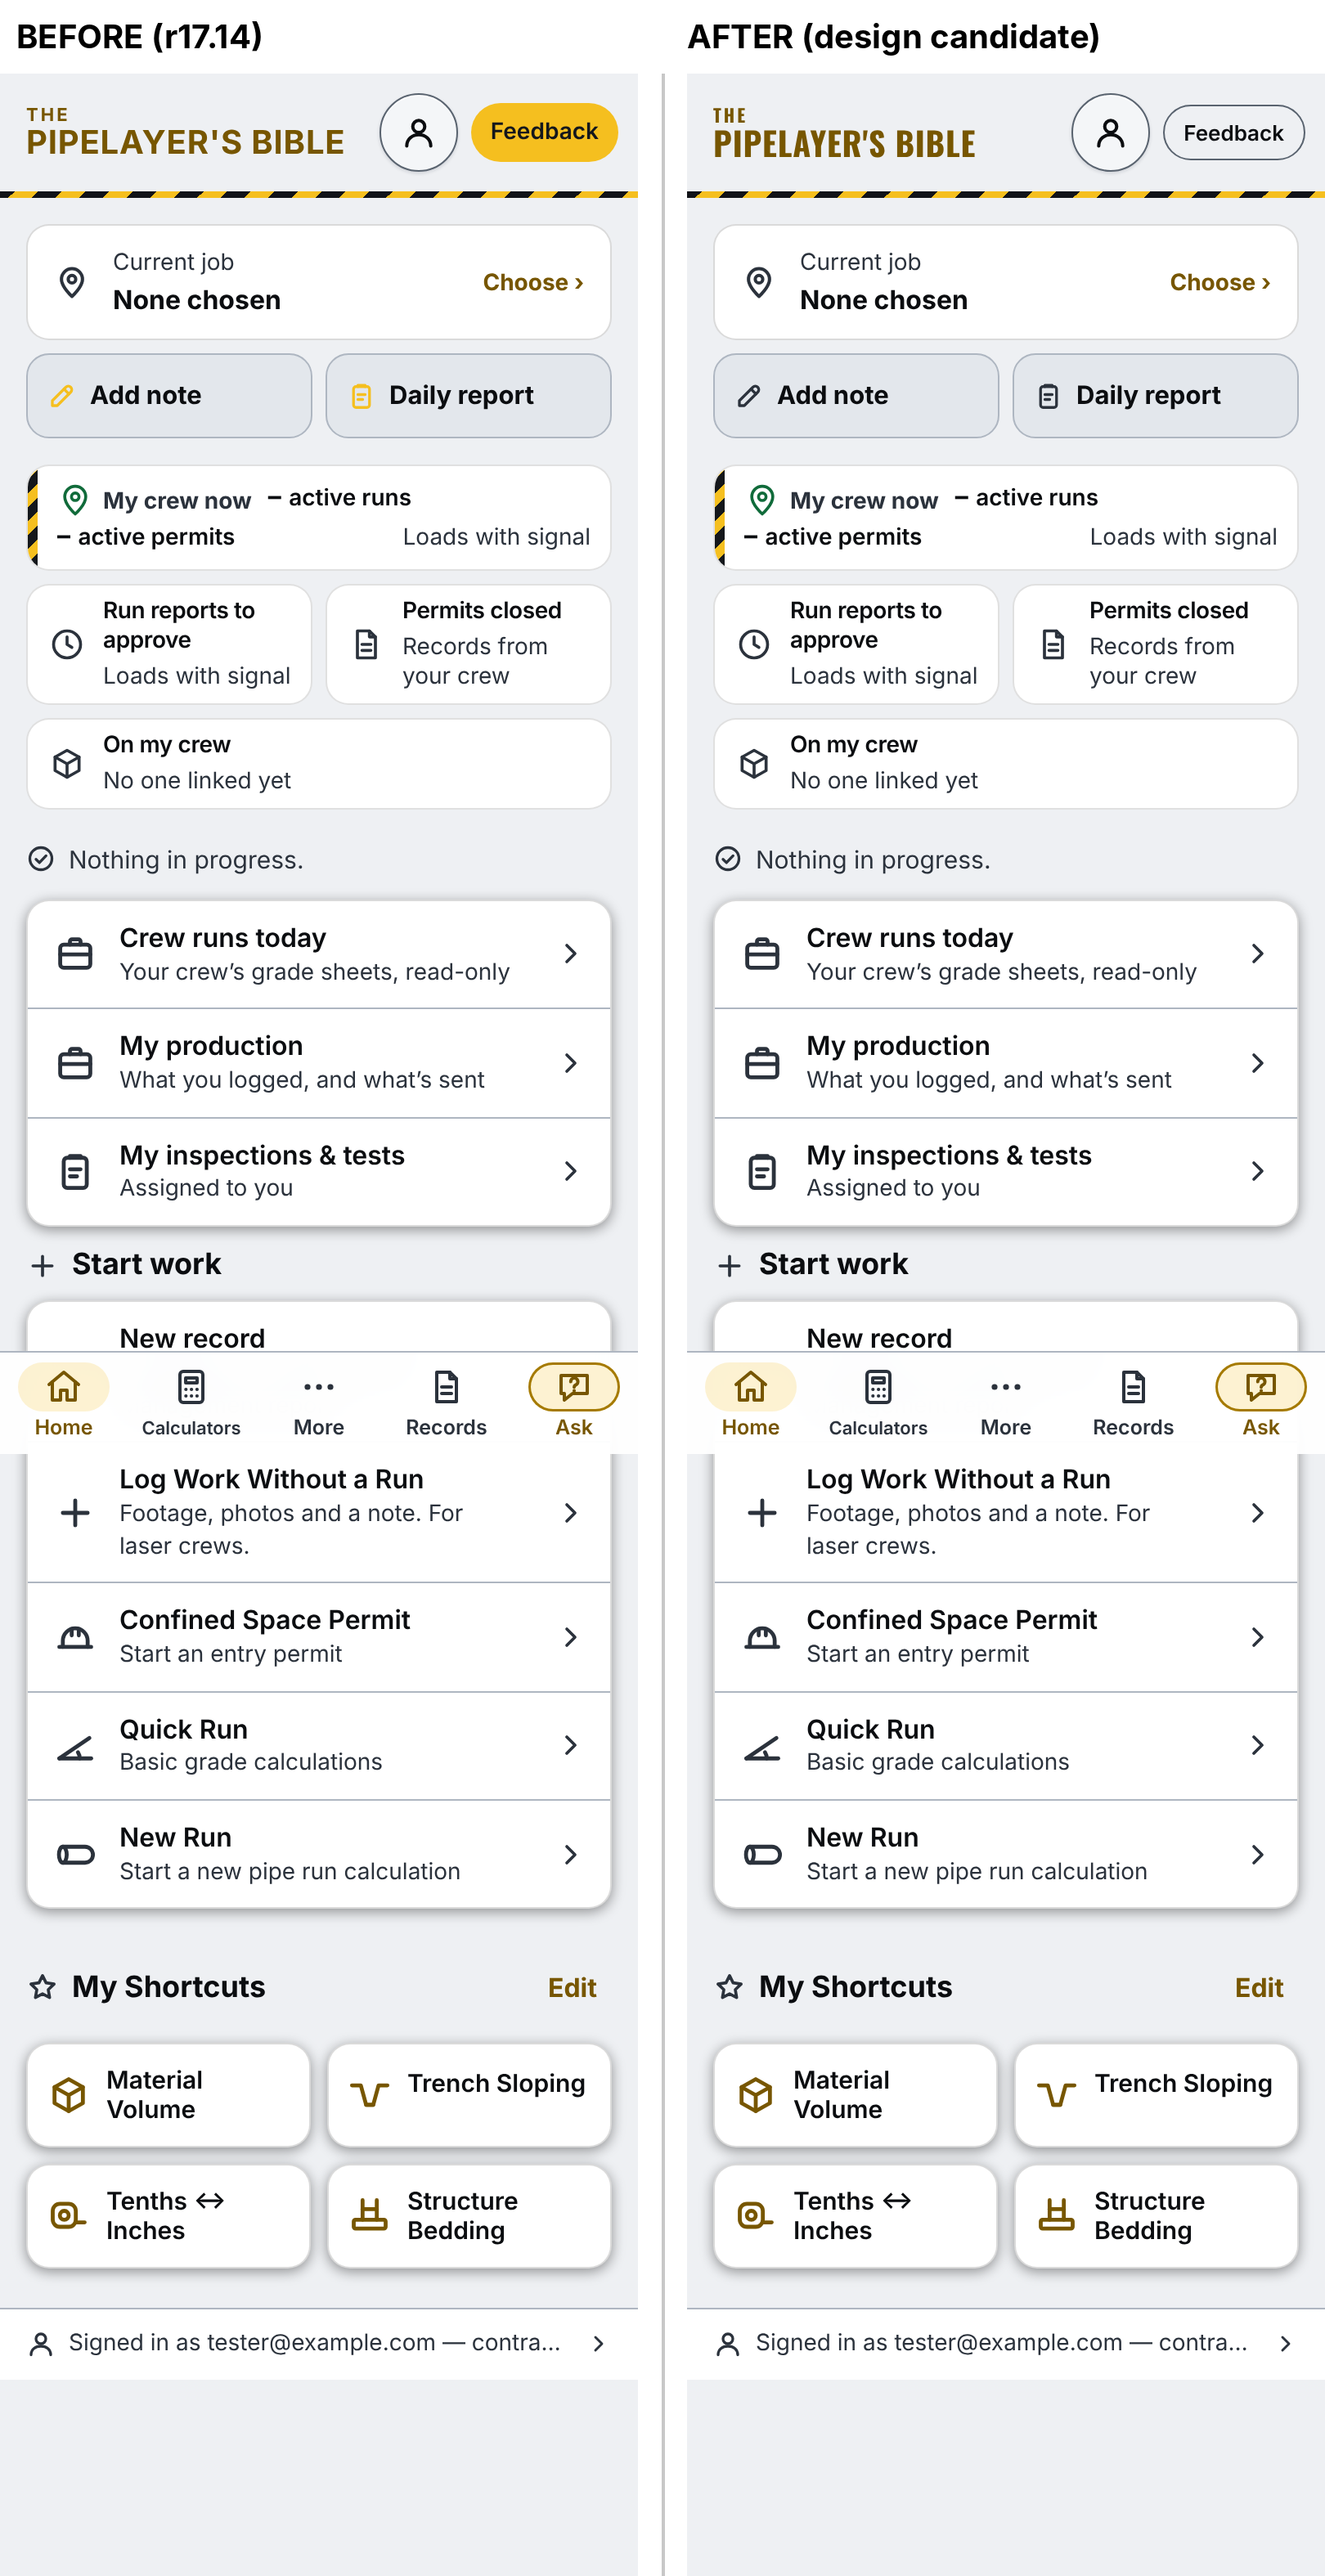 BEFORE (r17.14)
THE
PIPELAYER'S BIBLE
Feedback
Current job
None chosen
Choose ›
Add note
Daily report
My crew now
– active runs
– active permits
Loads with signal
Run reports to
approve
Loads with signal
Permits closed
Records from
your crew
On my crew
No one linked yet
Nothing in progress.
Crew runs today
Your crew’s grade sheets, read-only
My production
What you logged, and what’s sent
My inspections & tests
Assigned to you
Start work
New record
Home
Calculators
More
Records
Ask
Log Work Without a Run
Footage, photos and a note. For
laser crews.
Confined Space Permit
Start an entry permit
Quick Run
Basic grade calculations
New Run
Start a new pipe run calculation
My Shortcuts
Edit
Material
Volume
Trench Sloping
Tenths ↔
Inches
Structure
Bedding
Signed in as tester@example.com — contra...
AFTER (design candidate)
THE
PIPELAYER'S BIBLE
Feedback
Current job
None chosen
Choose ›
Add note
Daily report
My crew now
– active runs
– active permits
Loads with signal
Run reports to
approve
Loads with signal
Permits closed
Records from
your crew
On my crew
No one linked yet
Nothing in progress.
Crew runs today
Your crew’s grade sheets, read-only
My production
What you logged, and what’s sent
My inspections & tests
Assigned to you
Start work
New record
Home
Calculators
More
Records
Ask
Log Work Without a Run
Footage, photos and a note. For
laser crews.
Confined Space Permit
Start an entry permit
Quick Run
Basic grade calculations
New Run
Start a new pipe run calculation
My Shortcuts
Edit
Material
Volume
Trench Sloping
Tenths ↔
Inches
Structure
Bedding
Signed in as tester@example.com — contra...